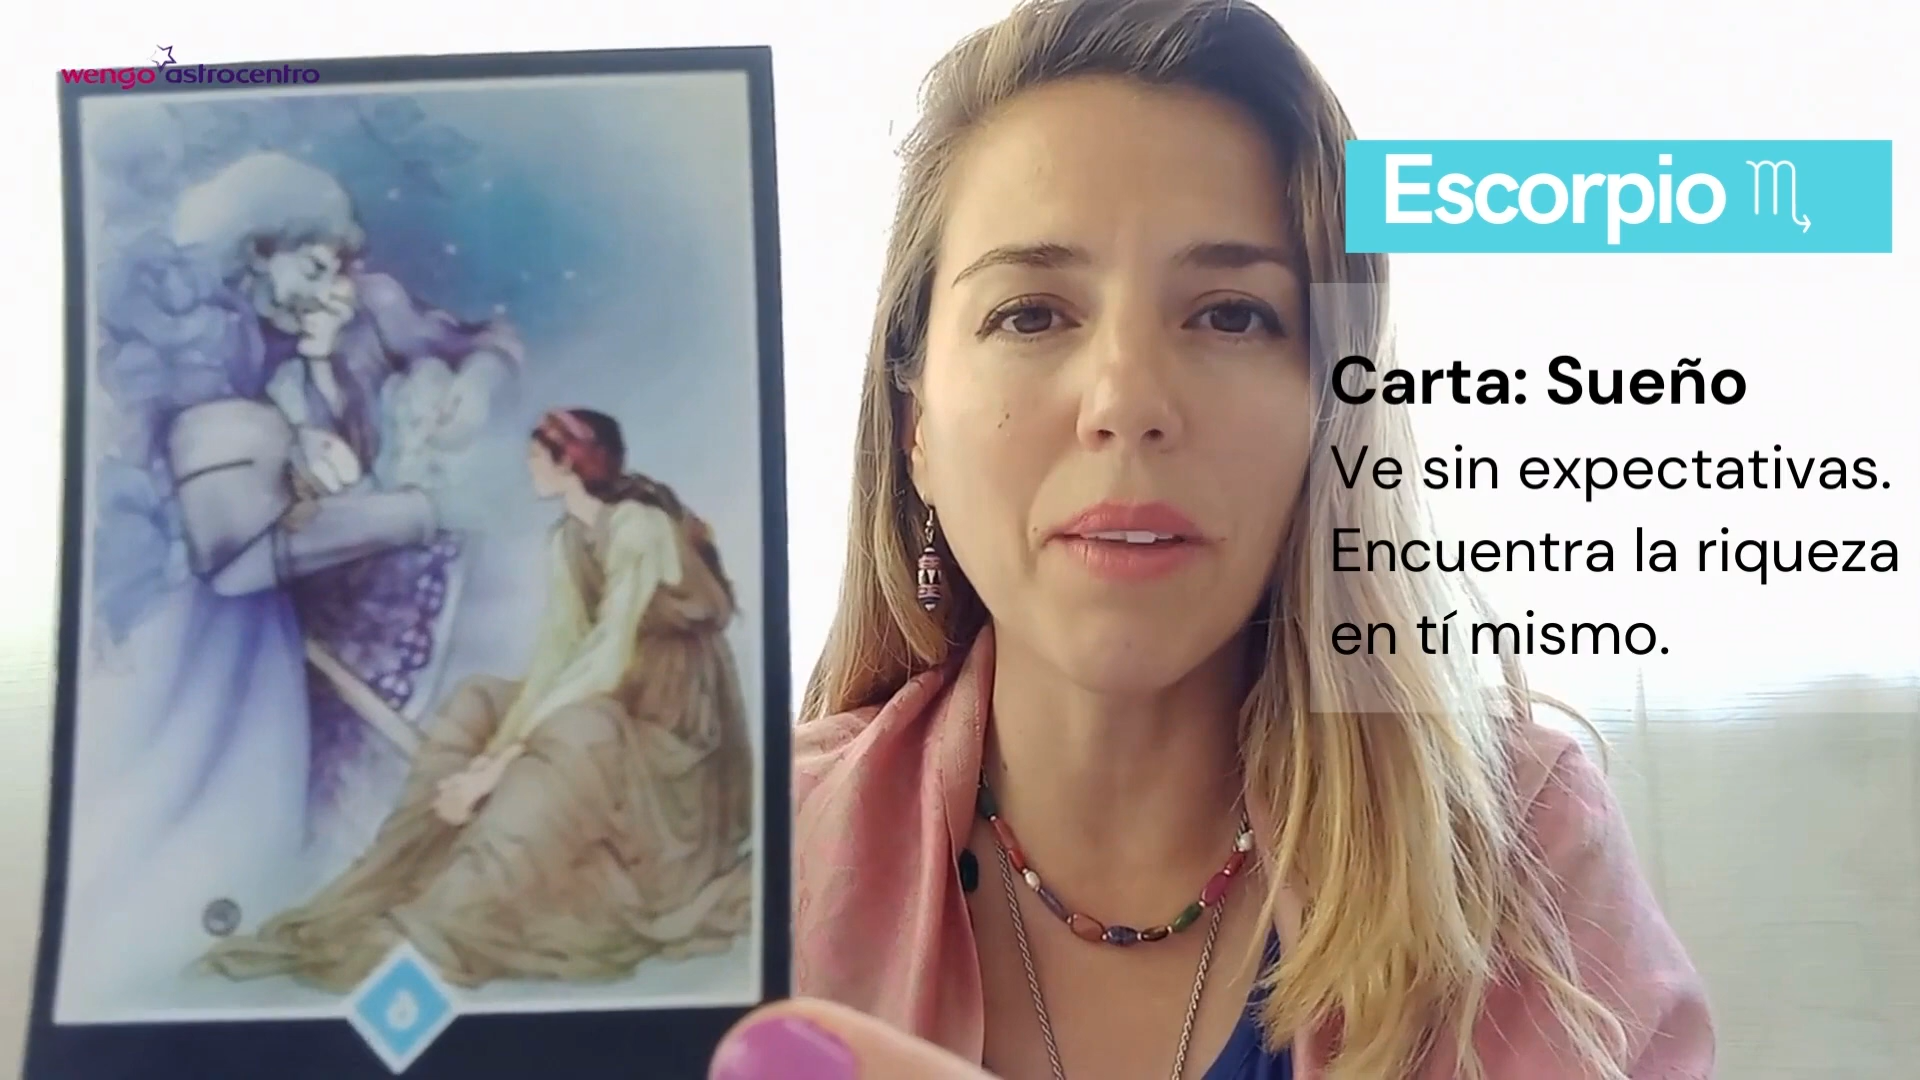 wengo astrocentro
Escorpio ♏
Carta: Sueño
Ve sin expectativas.
Encuentra la riqueza
en tí mismo.